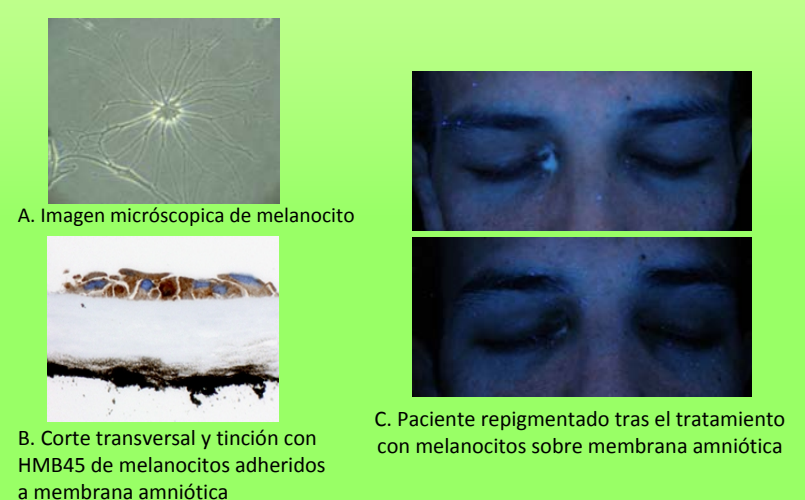 A. Imagen micróscopica de melanocito
B. Corte transversal y tinción con
HMB45 de melanocitos adheridos
a membrana amniótica
C. Paciente repigmentado tras el tratamiento
con melanocitos sobre membrana amniótica